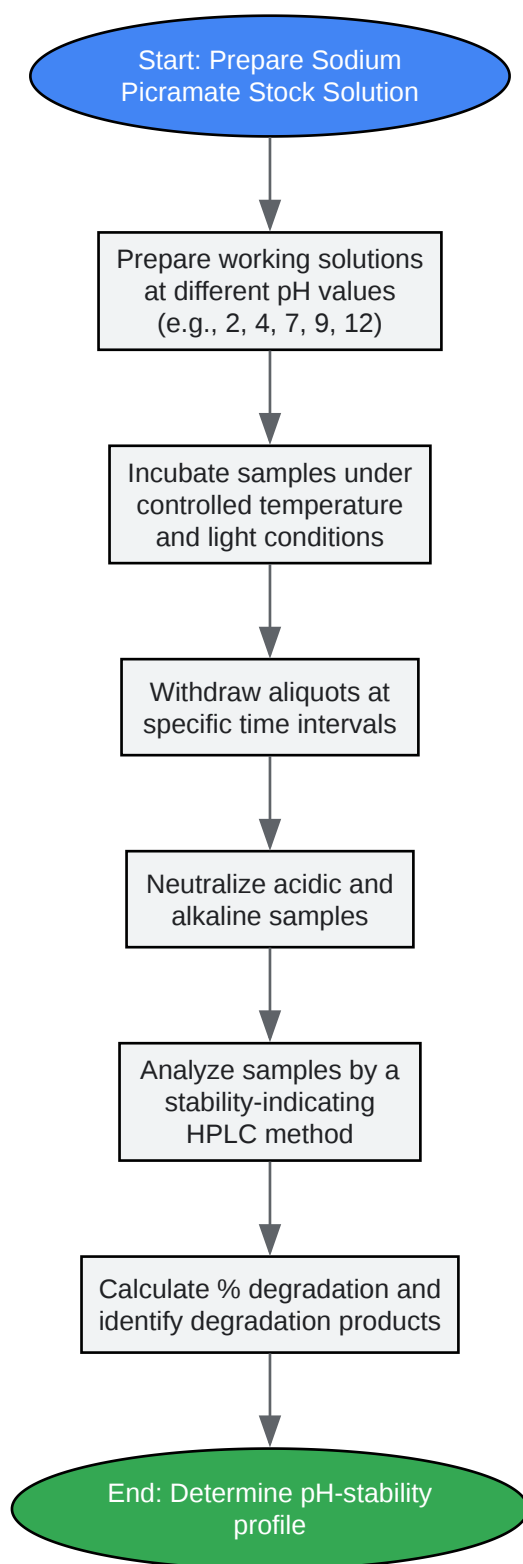 Start: Prepare Sodium
Picramate Stock Solution
Prepare working solutions
at different pH values
(e.g., 2, 4, 7, 9, 12)
Incubate samples under
controlled temperature
and light conditions
Withdraw aliquots at
specific time intervals
Neutralize acidic and
alkaline samples
Analyze samples by a
stability-indicating
HPLC method
Calculate % degradation and
identify degradation products
End: Determine pH-stability
profile